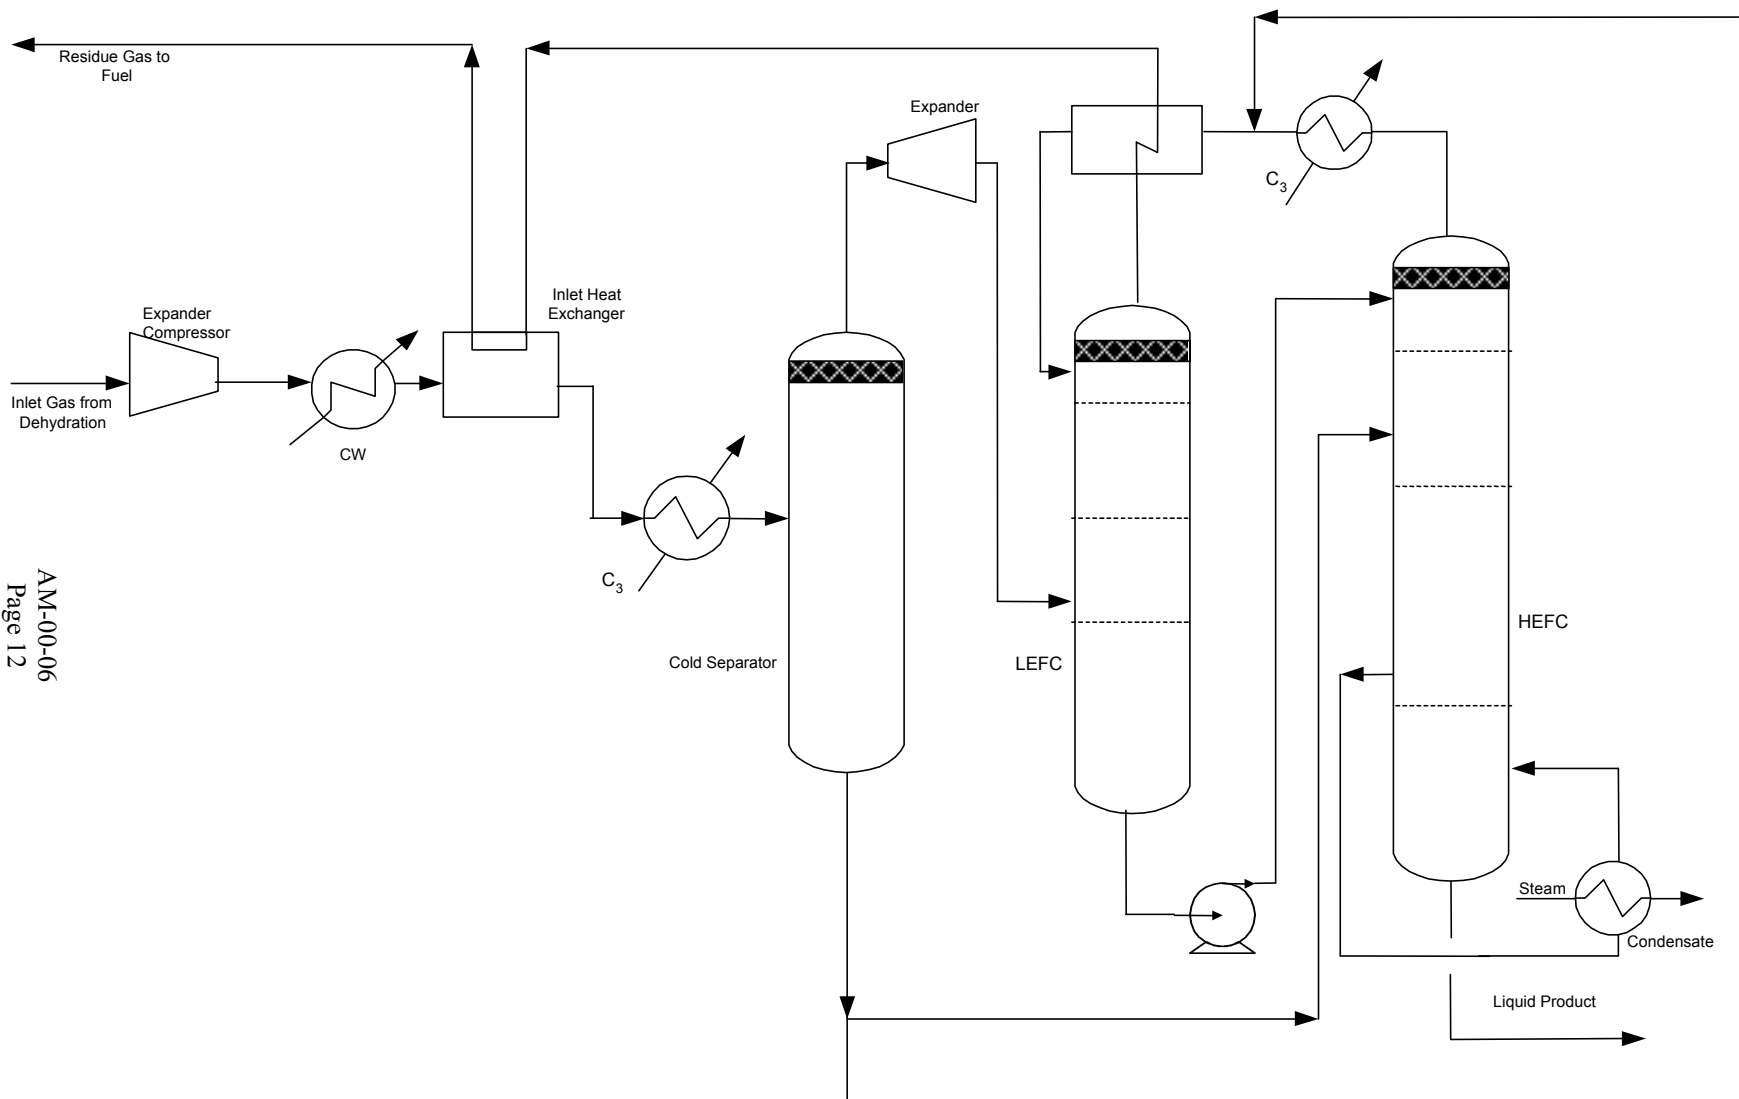 Residue Gas to
Fuel
Expander
C3
Inlet Heat
Exchanger
Expander
Compressor
Inlet Gas from
Dehydration
CW
C3
AM-00-06
Page 12
Cold Separator
LEFC
HEFC
Steam
Condensate
Liquid Product